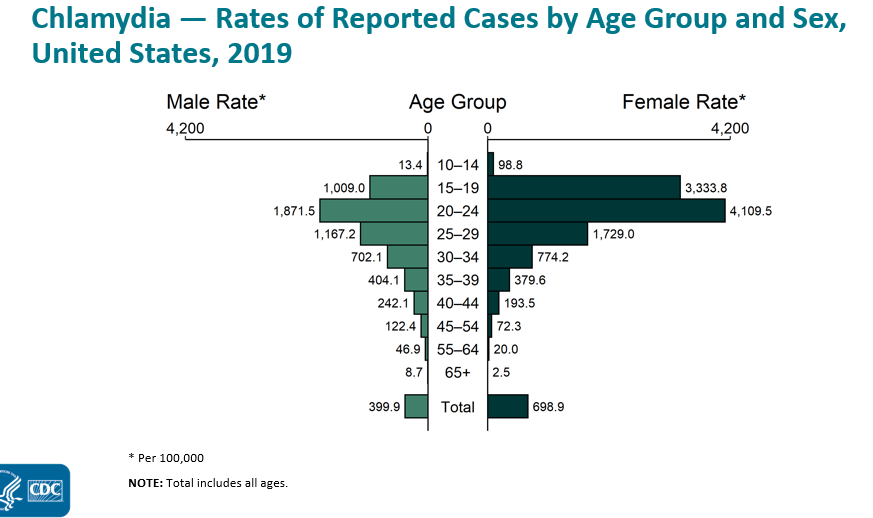 Chlamydia — Rates of Reported Cases by Age Group and Sex,
United States, 2019
Male Rate* Age Group Female Rate*
4,200 0 0 4,200
13.4 10–14 98.8
1,009.0 15–19 3,333.8
1,871.5 20–24 4,109.5
1,167.2 25–29 1,729.0
702.1 30–34 774.2
404.1 35–39 379.6
242.1 40–44 193.5
122.4 45–54 72.3
46.9 55–64 20.0
8.7 65+ 2.5
399.9 Total 698.9
* Per 100,000
NOTE: Total includes all ages.
CDC